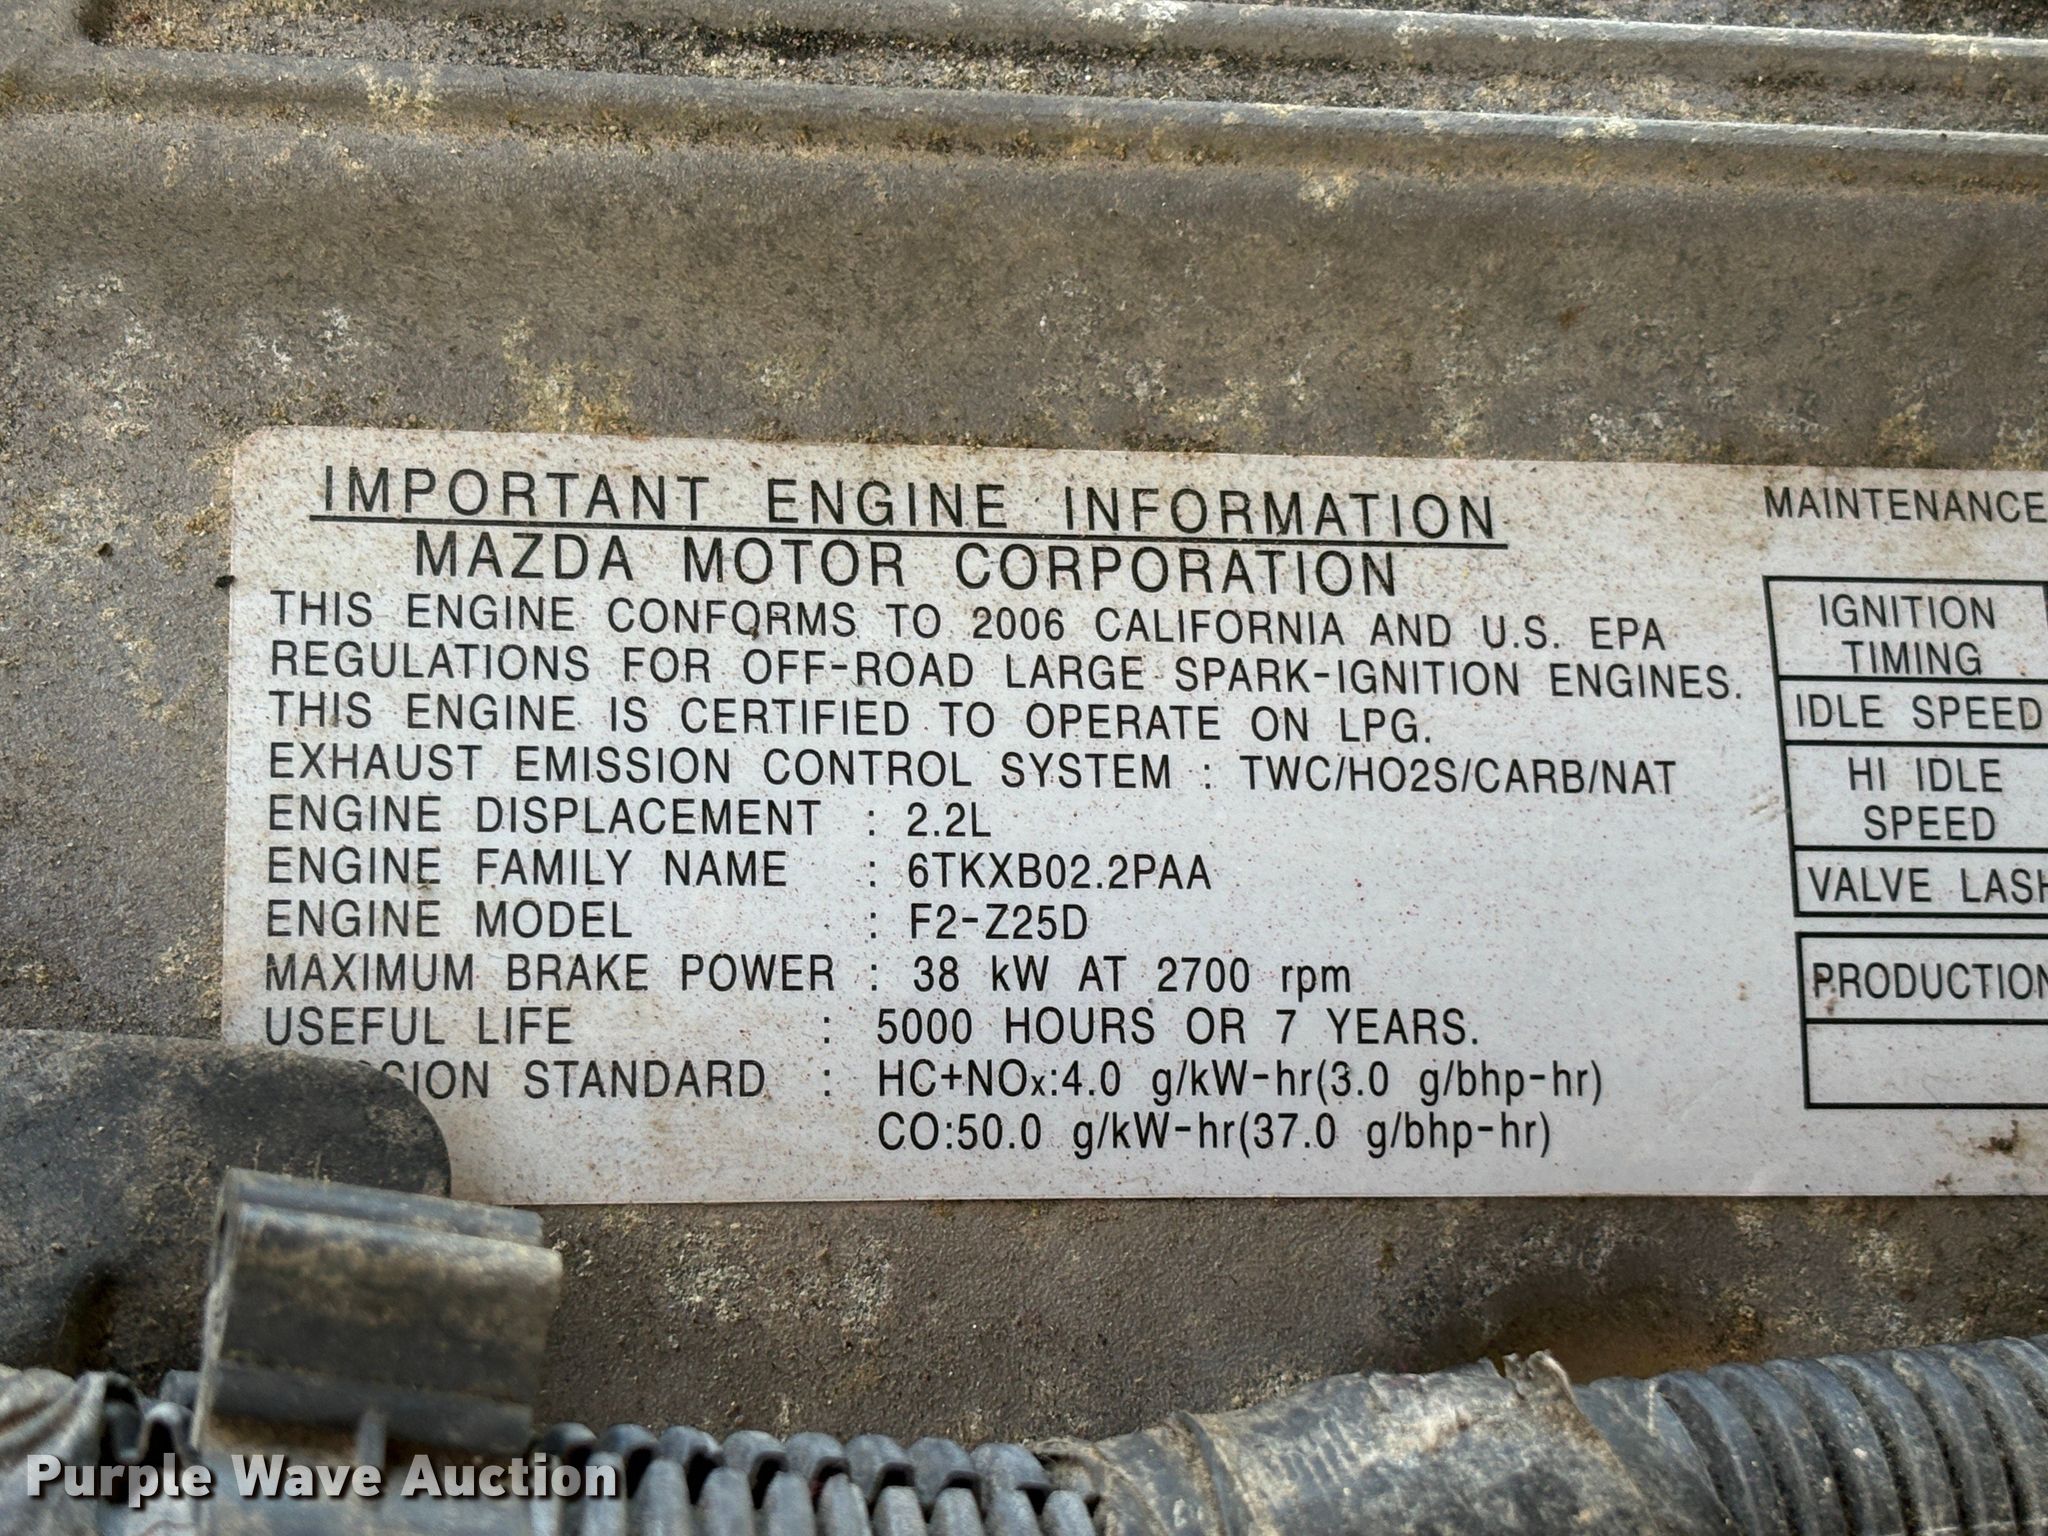 IMPORTANT ENGINE INFORMATION
MAZDA MOTOR CORPORATION
THIS ENGINE CONFORMS TO 2006 CALIFORNIA AND U.S. EPA
REGULATIONS FOR OFF-ROAD LARGE SPARK-IGNITION ENGINES.
THIS ENGINE IS CERTIFIED TO OPERATE ON LPG.
EXHAUST EMISSION CONTROL SYSTEM : TWC/HO2S/CARB/NAT
ENGINE DISPLACEMENT : 2.2L
ENGINE FAMILY NAME : 6TKXB02.2PAA
ENGINE MODEL : F2-Z25D
MAXIMUM BRAKE POWER : 38 kW AT 2700 rpm
USEFUL LIFE : 5000 HOURS OR 7 YEARS.
STANDARD : HC+NOx:4.0 g/kW-hr(3.0 g/bhp-hr)
CO:50.0 g/kW-hr(37.0 g/bhp-hr)
MAINTENANCE
IGNITION
TIMING
IDLE SPEED
HI IDLE
SPEED
VALVE LASH
PRODUCTION
Purple Wave Auction